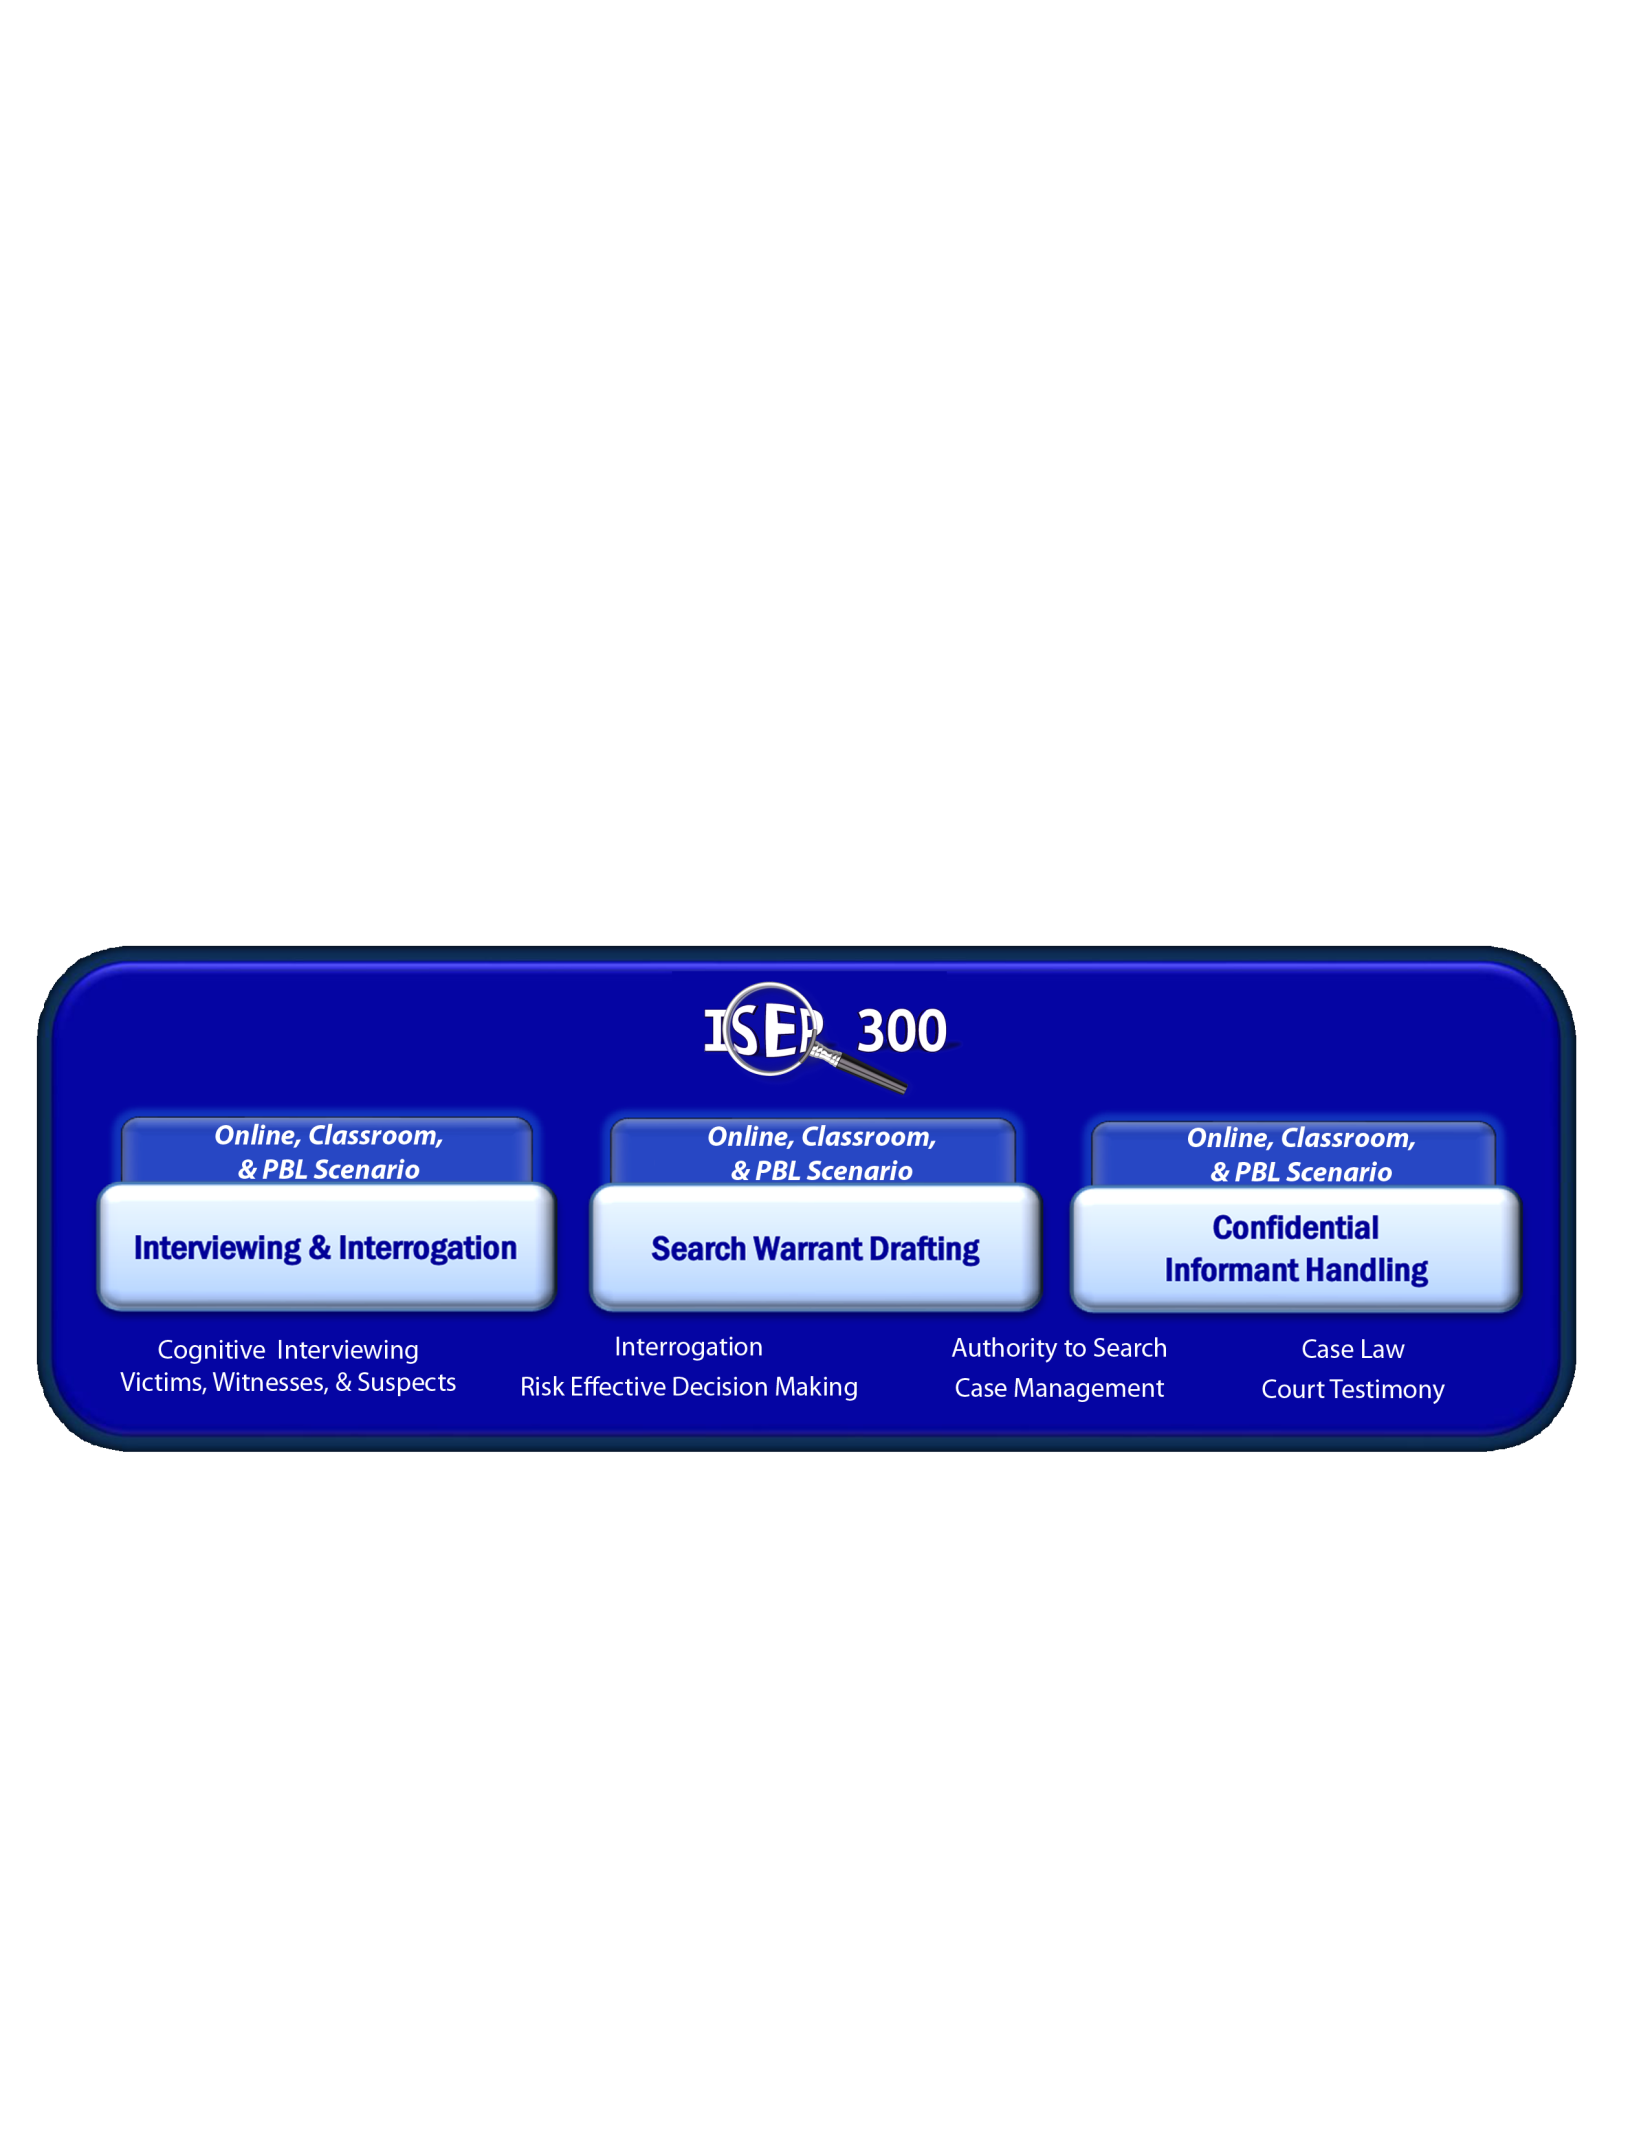 ISEP 300
Online, Classroom,
& PBL Scenario
Interviewing & Interrogation
Online, Classroom,
& PBL Scenario
Search Warrant Drafting
Online, Classroom,
& PBL Scenario
Confidential
Informant Handling
Cognitive Interviewing
Victims, Witnesses, & Suspects
Interrogation
Risk Effective Decision Making
Authority to Search
Case Management
Case Law
Court Testimony